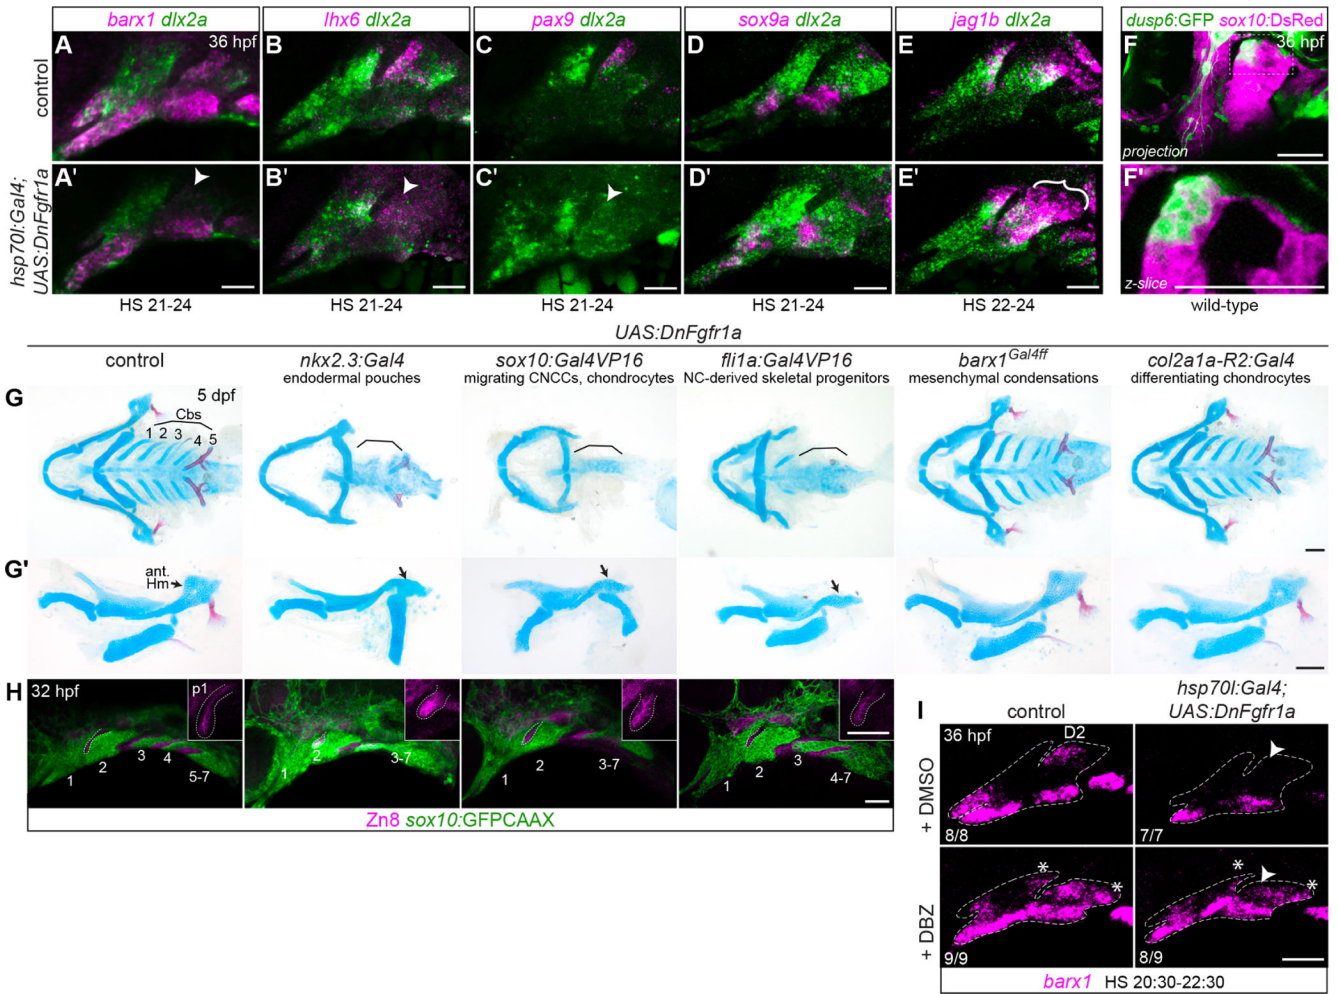 barx1 dlx2a
lhx6 dlx2a
pax9 dlx2a
sox9a dlx2a
jag1b dlx2a
dusp6:GFP sox10:DsRed
control
A
36 hpf
B
C
D
E
F
36 hpf
projection
hsp70l:Gal4;
UAS:DnFgfr1a
A'
B'
C'
D'
E'
F'
z-slice
HS 21-24
HS 21-24
HS 21-24
HS 21-24
HS 22-24
wild-type
UAS:DnFgfr1a
control
nkx2.3:Gal4
endodermal pouches
sox10:Gal4VP16
migrating CNCCs, chondrocytes
fli1a:Gal4VP16
NC-derived skeletal progenitors
barx1Gal4ff
mesenchymal condensations
col2a1a-R2:Gal4
differentiating chondrocytes
G
5 dpf
Cbs
1 2 3 4 5
G'
ant.
Hm
H
32 hpf
p1
1 2 3 4 5-7
1 2 3-7
1 2 3-7
1 2 3 4-7
Zn8 sox10:GFPCAAX
I
control
hsp70l:Gal4;
UAS:DnFgfr1a
+ DMSO
36 hpf
D2
8/8
7/7
+ DBZ
*
*
9/9
*
*
8/9
barx1 HS 20:30-22:30